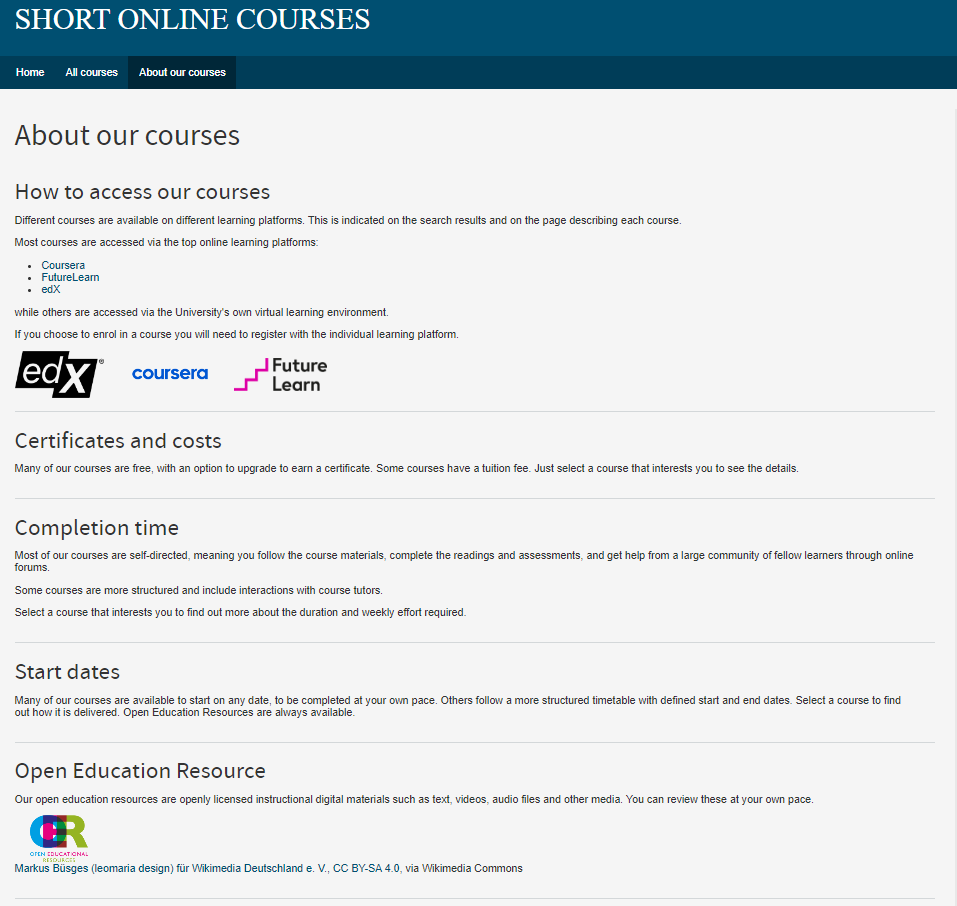 SHORT ONLINE COURSES
Home All courses About our courses
About our courses
How to access our courses
Different courses are available on different learning platforms. This is indicated on the search results and on the page describing each course.
Most courses are accessed via the top online learning platforms:
Coursera
FutureLearn
edX
while others are accessed via the University's own virtual learning environment.
If you choose to enrol in a course you will need to register with the individual learning platform.
edX® coursera Future
Learn
Certificates and costs
Many of our courses are free, with an option to upgrade to earn a certificate. Some courses have a tuition fee. Just select a course that interests you to see the details.
Completion time
Most of our courses are self-directed, meaning you follow the course materials, complete the readings and assessments, and get help from a large community of fellow learners through online
forums.
Some courses are more structured and include interactions with course tutors.
Select a course that interests you to find out more about the duration and weekly effort required.
Start dates
Many of our courses are available to start on any date, to be completed at your own pace. Others follow a more structured timetable with defined start and end dates. Select a course to find
out how it is delivered. Open Education Resources are always available.
Open Education Resource
Our open education resources are openly licensed instructional digital materials such as text, videos, audio files and other media. You can review these at your own pace.
OER
OPEN EDUCATIONAL
RESOURCES
Markus Büsges (leomaria design) für Wikimedia Deutschland e. V., CC BY-SA 4.0, via Wikimedia Commons